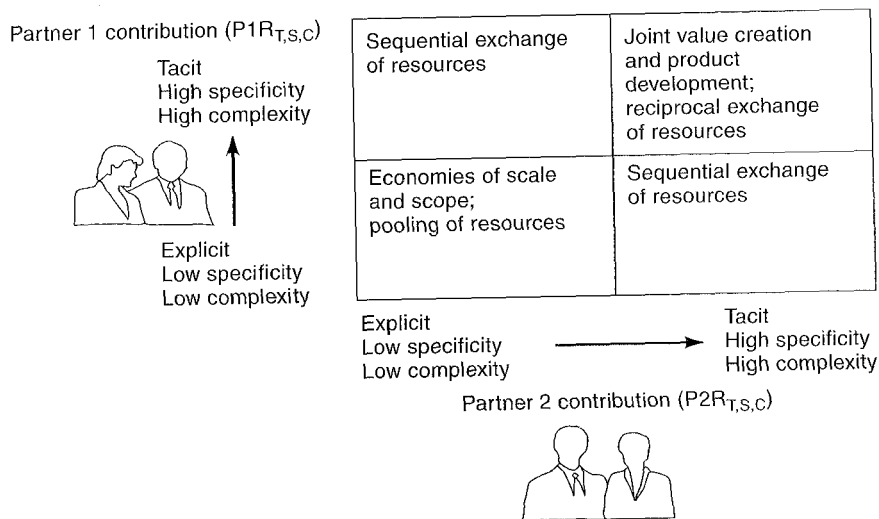 Partner 1 contribution (P1R_T,S,C)
Tacit
High specificity
High complexity
Explicit
Low specificity
Low complexity
Sequential exchange
of resources
Joint value creation
and product
development;
reciprocal exchange
of resources
Economies of scale
and scope;
pooling of resources
Sequential exchange
of resources
Explicit
Low specificity
Low complexity
Tacit
High specificity
High complexity
Partner 2 contribution (P2R_T,S,C)